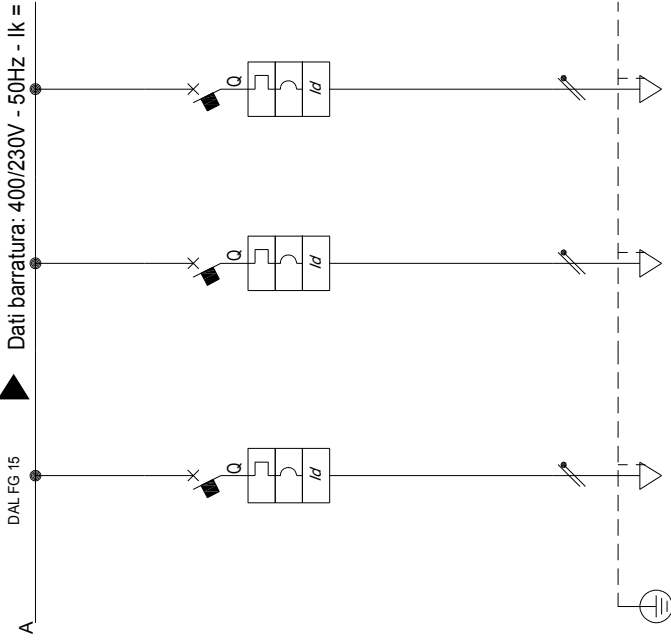 Dati barratura: 400/230V - 50Hz - Ik =
DAL FG 15
A
Q
Id
Q
Id
Q
Id